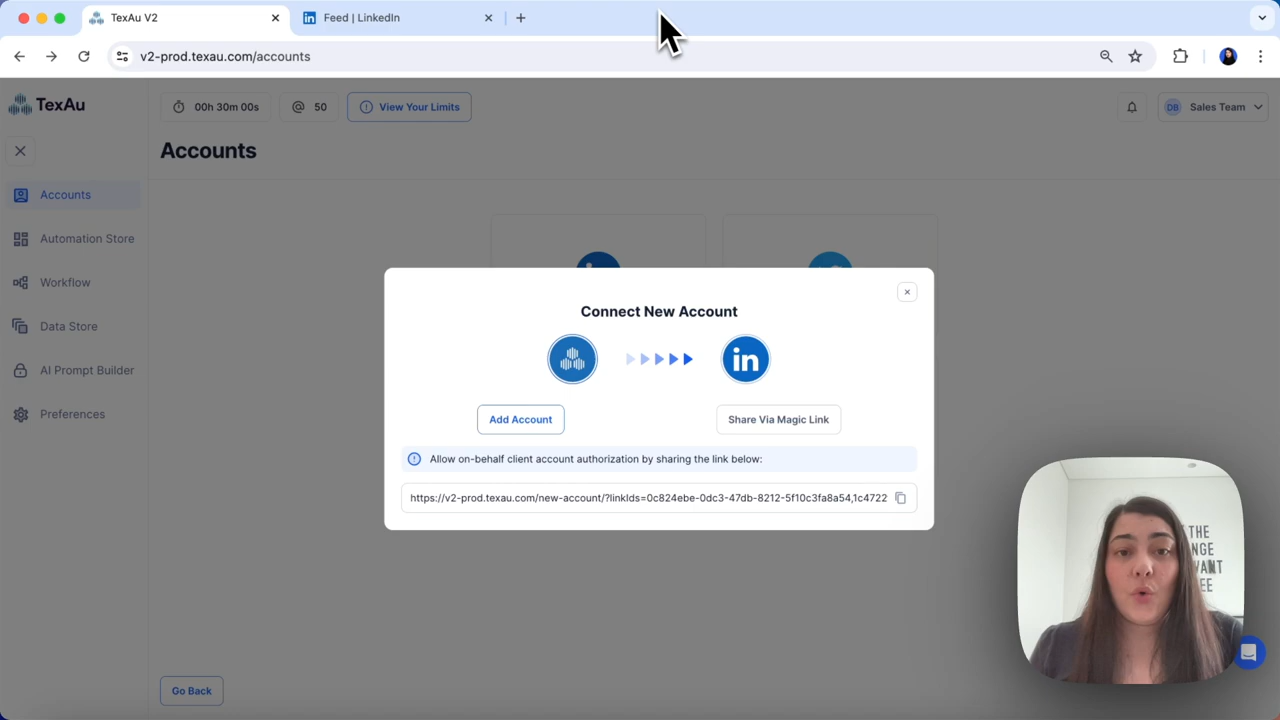 TexAu V2
Feed | LinkedIn
v2-prod.texau.com/accounts
TexAu
00h 30m 00s
50
View Your Limits
DB
Sales Team
Accounts
Accounts
Automation Store
Workflow
Data Store
AI Prompt Builder
Preferences
Connect New Account
in
Add Account
Share Via Magic Link
Allow on-behalf client account authorization by sharing the link below:
https://v2-prod.texau.com/new-account/?linkIds=0c824ebe-0dc3-47db-8212-5f10c3fa8a54,1c4722
THE
Go Back